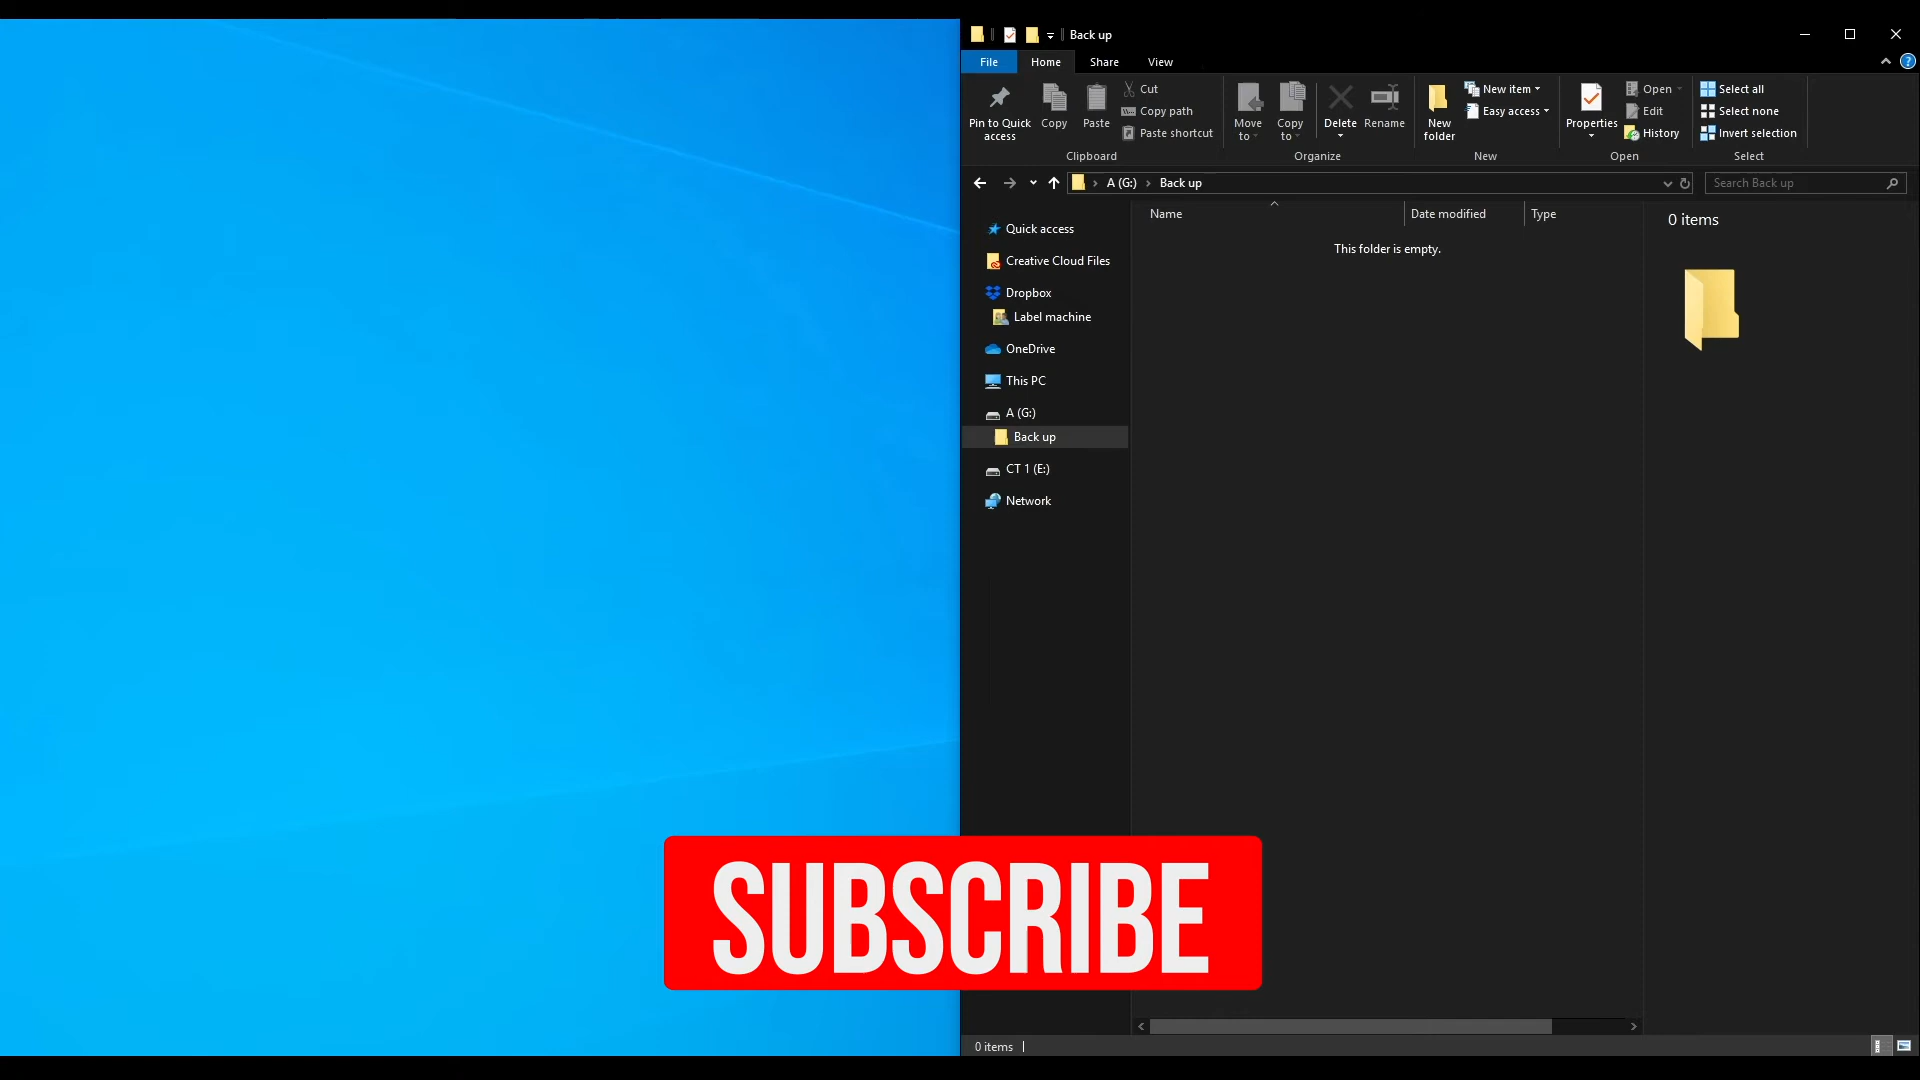 Back up
File Home Share View
Pin to Quick access
Copy
Paste
Cut
Copy path
Paste shortcut
Clipboard
Move to
Copy to
Delete
Rename
Organize
New folder
New item
Easy access
New
Properties
Open
Edit
History
Open
Select all
Select none
Invert selection
Select
A (G:) Back up
Search Back up
Quick access
Creative Cloud Files
Dropbox
Label machine
OneDrive
This PC
A (G:)
Back up
CT 1 (E:)
Network
Name Date modified Type
This folder is empty.
0 items
SUBSCRIBE
0 items